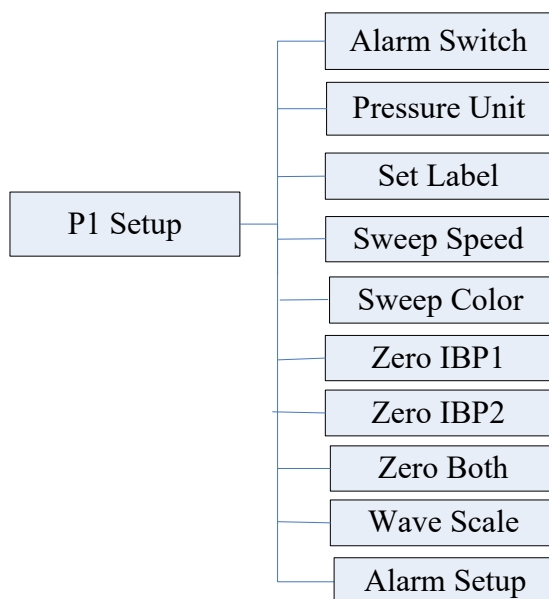 Alarm Switch
Pressure Unit
Set Label
P1 Setup
Sweep Speed
Sweep Color
Zero IBP1
Zero IBP2
Zero Both
Wave Scale
Alarm Setup